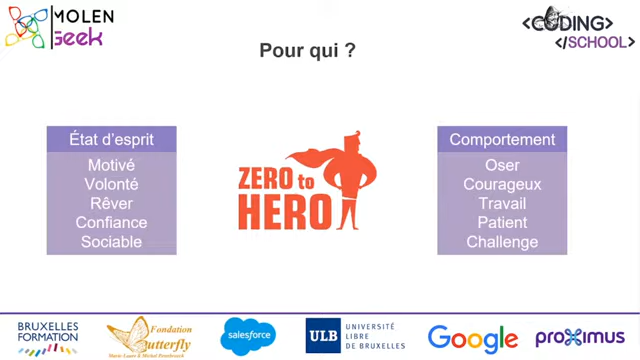 MOLEN
Geek
<CODING>
</SCHOOL>
Pour qui ?
État d'esprit
Motivé
Volonté
Rêver
Confiance
Sociable
ZERO to
HERO
Comportement
Oser
Courageux
Travail
Patient
Challenge
BRUXELLES
FORMATION
Fondation
Butterfly
salesforce
ULB
UNIVERSITÉ
LIBRE
DE BRUXELLES
Google
proximus